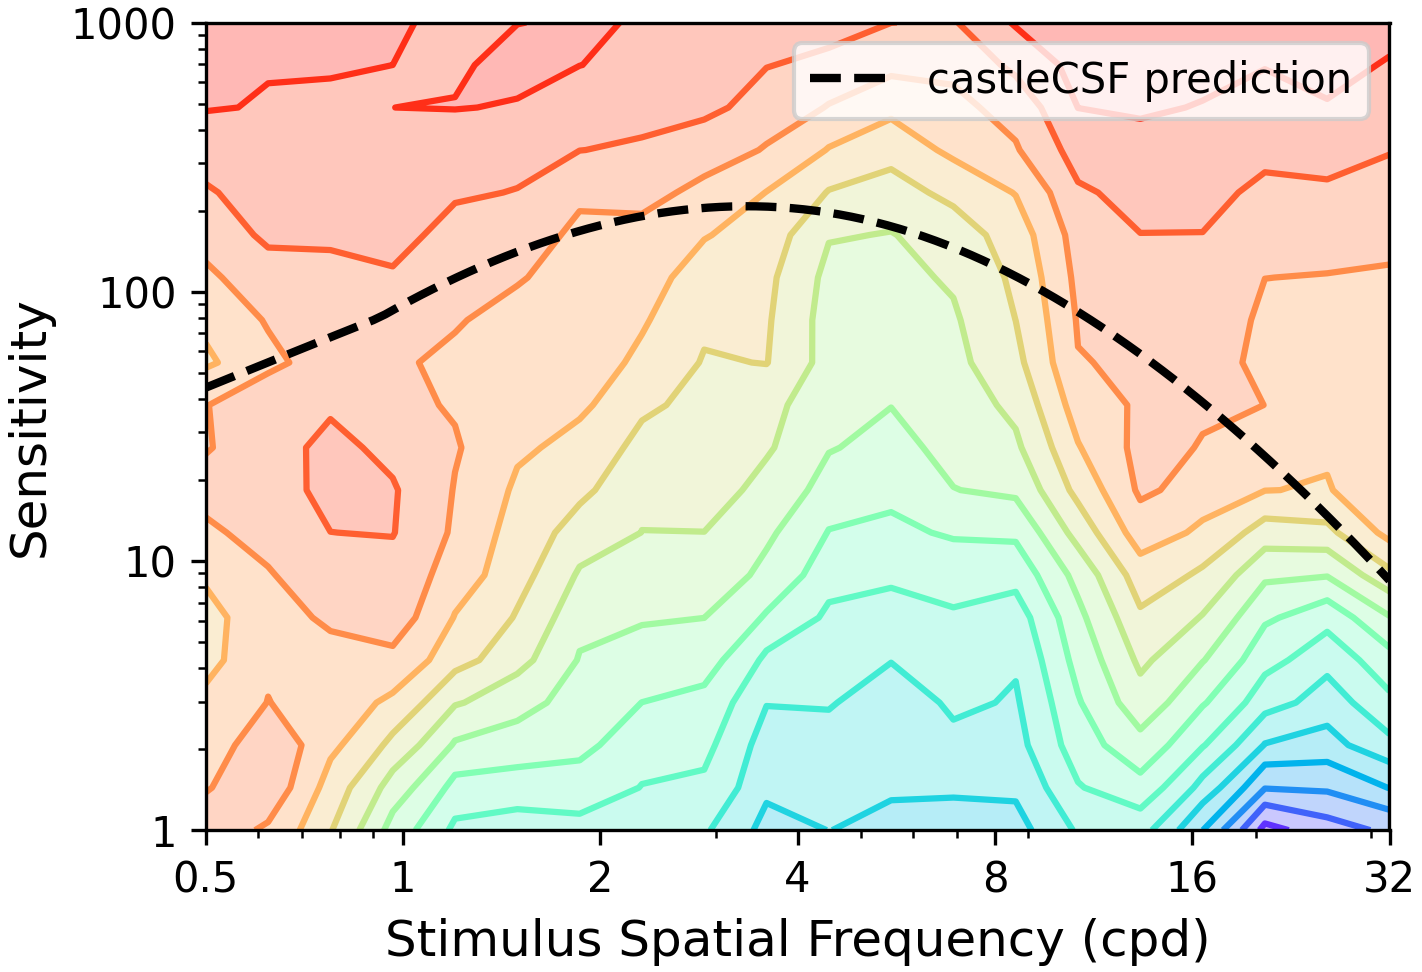 1000
100
10
1
Sensitivity
castleCSF prediction
0.5 1 2 4 8 16 32
Stimulus Spatial Frequency (cpd)